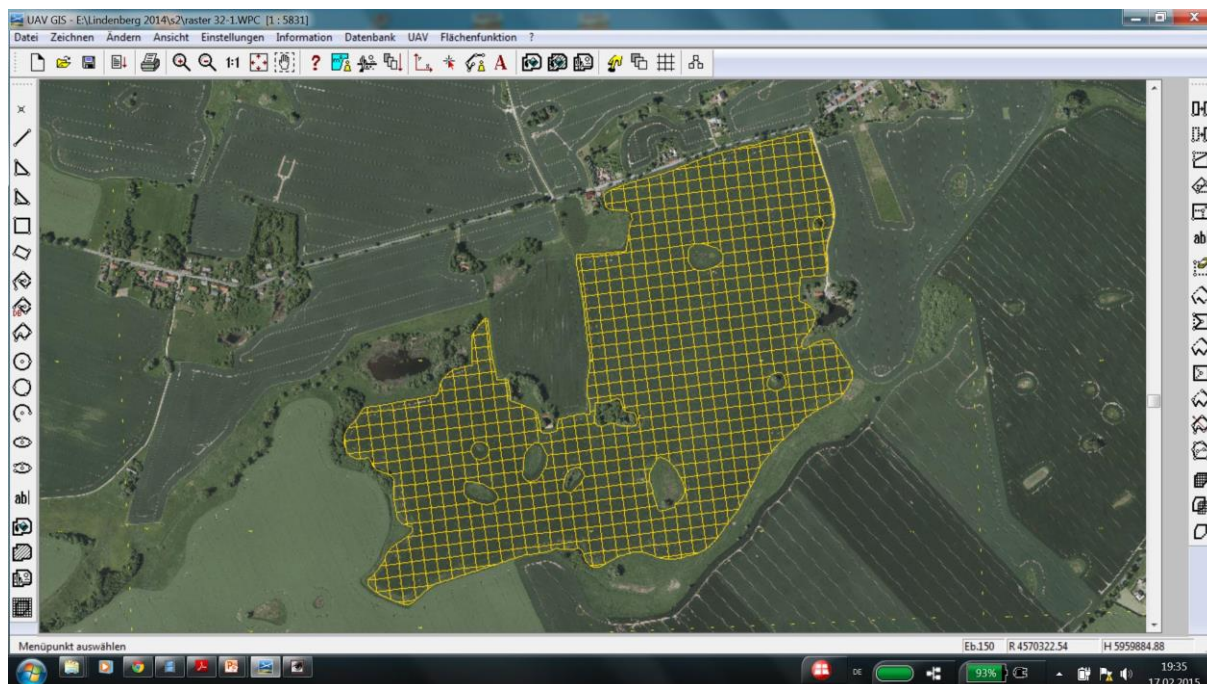 UAV GIS - E:\Lindenberg 2014\s2\raster 32-1.WPC [1 : 5831]
Datei Zeichnen Ändern Ansicht Einstellungen Information Datenbank UAV Flächenfunktion ?
1:1 ? A
ab|
ab|
Menüpunkt auswählen Eb.150 R 4570322.54 H 5959884.88
DE 93% 19:35
17.02.2015